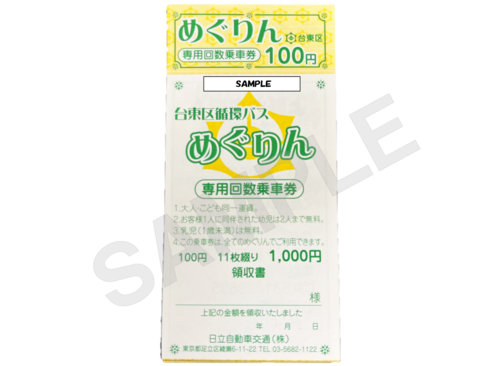 めぐりん 台東区
専用回数乗車券 100円
SAMPLE
台東区循環バス
めぐりん
専用回数乗車券
1.大人・こども同一運賃。
2.お客様1人に同伴された幼児は2人まで無料。
3.乳児(1歳未満)は無料。
4.この乗車券は、全てのめぐりんでご利用できます。
100円 11枚綴り 1,000円
領収書
様
上記の金額を領収いたしました
年 月 日
日立自動車交通(株)
東京都足立区綾瀬6-11-22 TEL 03-5682-1122
SAMPLE